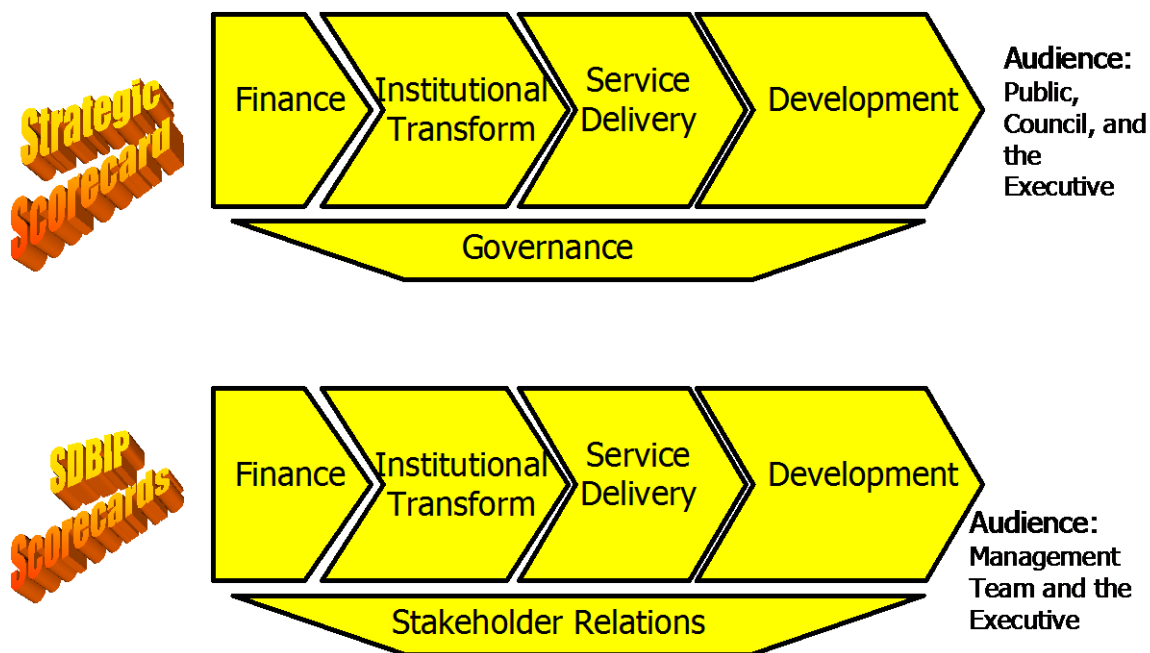 Strategic
Scorecard
Finance
Institutional
Transform
Service
Delivery
Development
Audience:
Public,
Council, and
the
Executive
Governance
SDBIP
Scorecards
Finance
Institutional
Transform
Service
Delivery
Development
Audience:
Management
Team and the
Executive
Stakeholder Relations